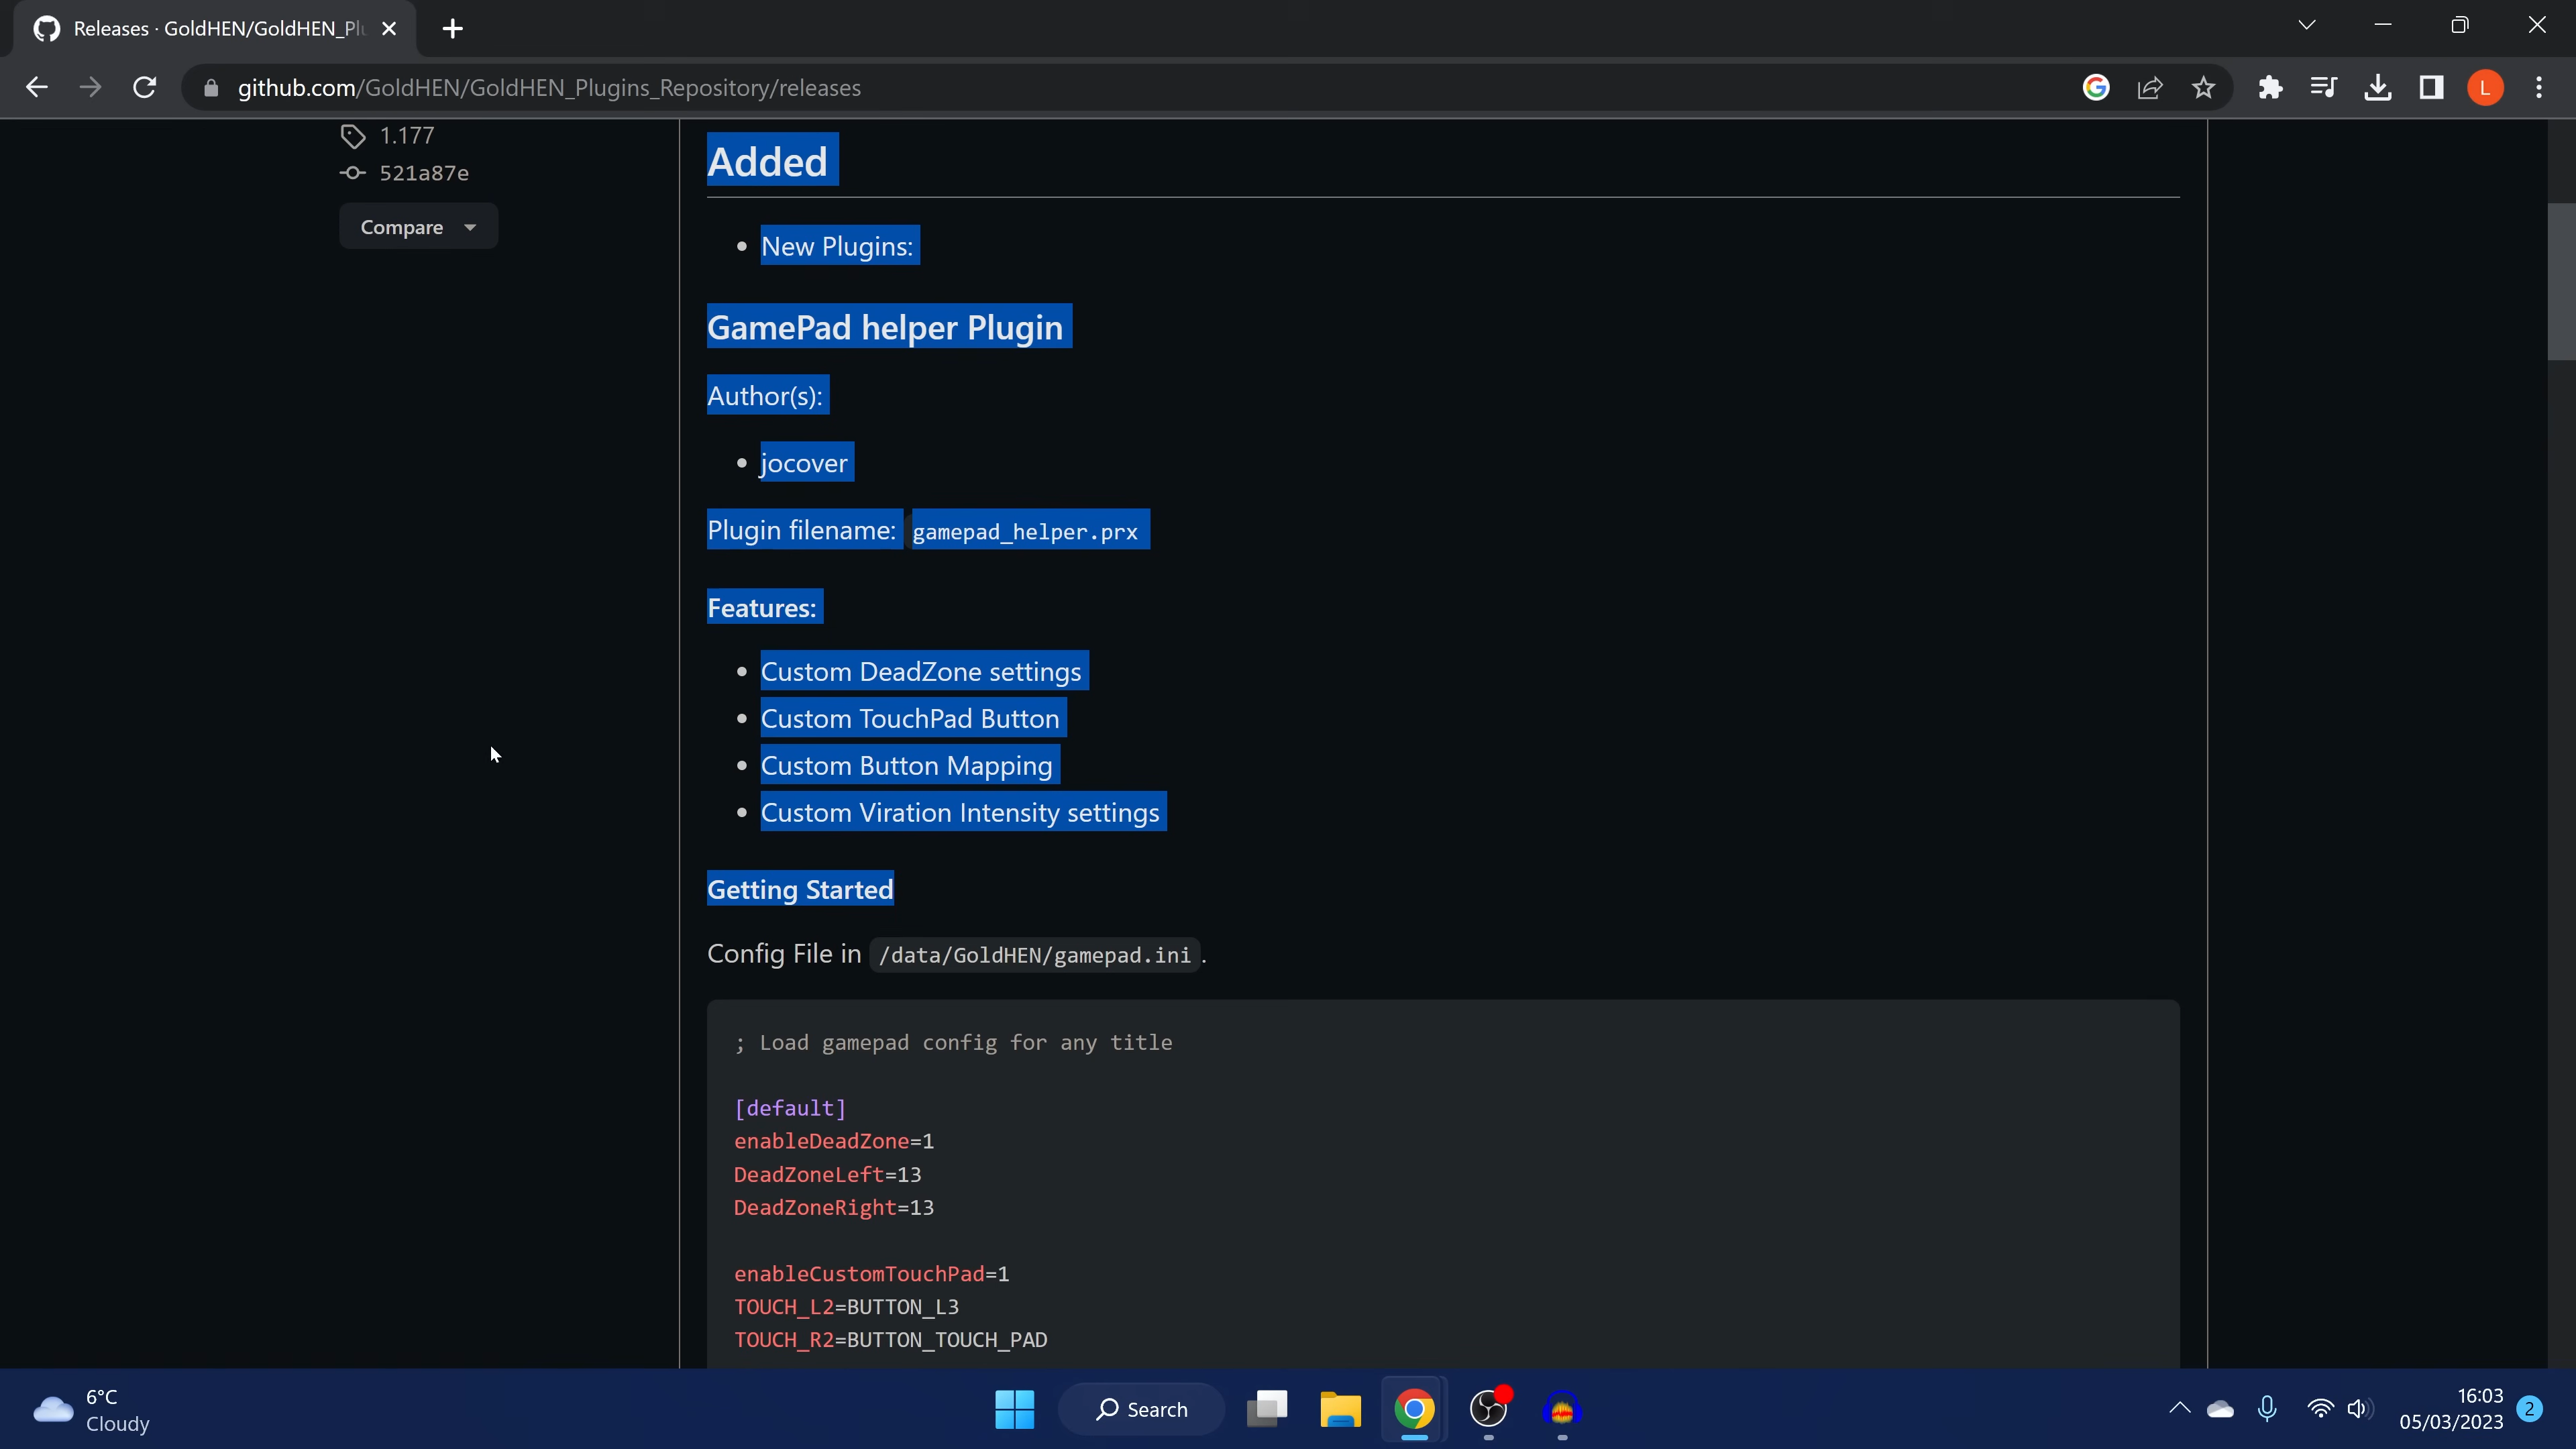 Releases · GoldHEN/GoldHEN_Plu
github.com/GoldHEN/GoldHEN_Plugins_Repository/releases
L
1.177
521a87e
Compare
Added
New Plugins:
GamePad helper Plugin
Author(s):
jocover
Plugin filename: gamepad_helper.prx
Features:
Custom DeadZone settings
Custom TouchPad Button
Custom Button Mapping
Custom Viration Intensity settings
Getting Started
Config File in /data/GoldHEN/gamepad.ini .
; Load gamepad config for any title
[default]
enableDeadZone=1
DeadZoneLeft=13
DeadZoneRight=13
enableCustomTouchPad=1
TOUCH_L2=BUTTON_L3
TOUCH_R2=BUTTON_TOUCH_PAD
6°C
Cloudy
Search
16:03
05/03/2023
2